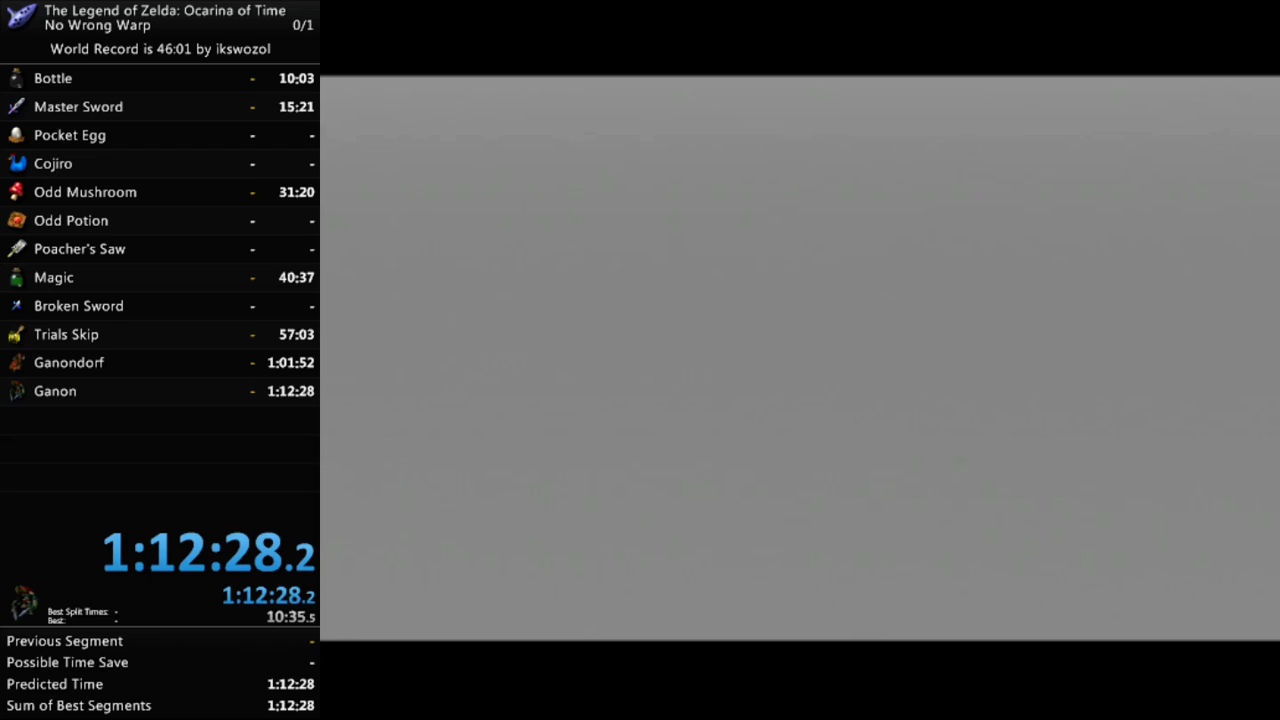 The Legend of Zelda: Ocarina of Time
No Wrong Warp 0/1
World Record is 46:01 by ikswozol
Bottle - 10:03
Master Sword - 15:21
Pocket Egg - -
Cojiro - -
Odd Mushroom - 31:20
Odd Potion - -
Poacher's Saw - -
Magic - 40:37
Broken Sword - -
Trials Skip - 57:03
Ganondorf - 1:01:52
Ganon - 1:12:28
1:12:28.2
1:12:28.2
Best Split Times: -
Best: -
10:35.5
Previous Segment -
Possible Time Save -
Predicted Time 1:12:28
Sum of Best Segments 1:12:28